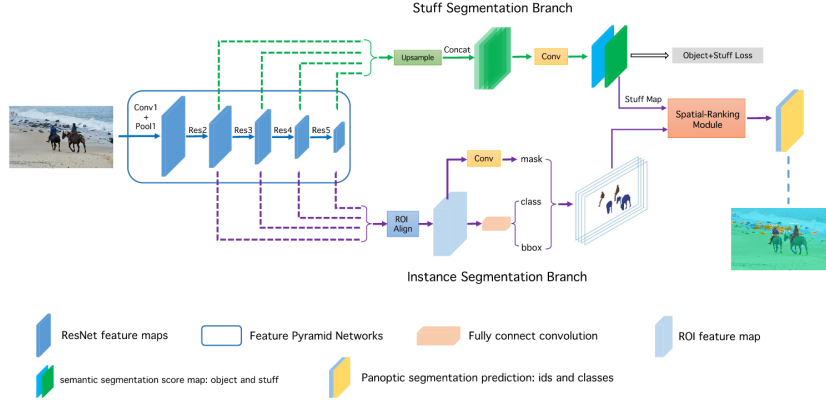 Stuff Segmentation Branch
Upsample
Concat
Conv
Object+Stuff Loss
Stuff Map
Spatial-Ranking
Module
Conv1
+
Pool1
Res2
Res3
Res4
Res5
ROI
Align
Conv
mask
class
bbox
Instance Segmentation Branch
ResNet feature maps
Feature Pyramid Networks
Fully connect convolution
ROI feature map
semantic segmentation score map: object and stuff
Panoptic segmentation prediction: ids and classes